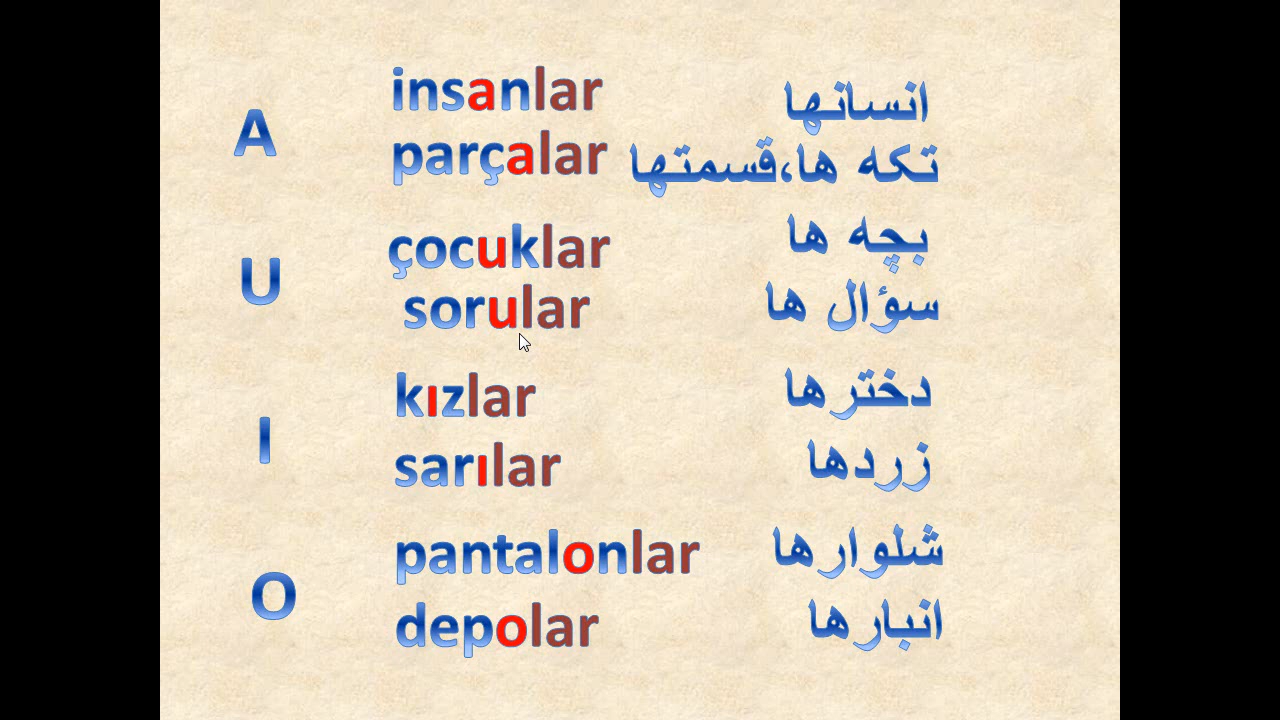 A
insanlar انسانها
parçalar تکه ها،قسمتها
U
çocuklar بچه ها
sorular سؤال ها
I
kızlar دخترها
sarılar زردها
O
pantalonlar شلوارها
depolar انبارها